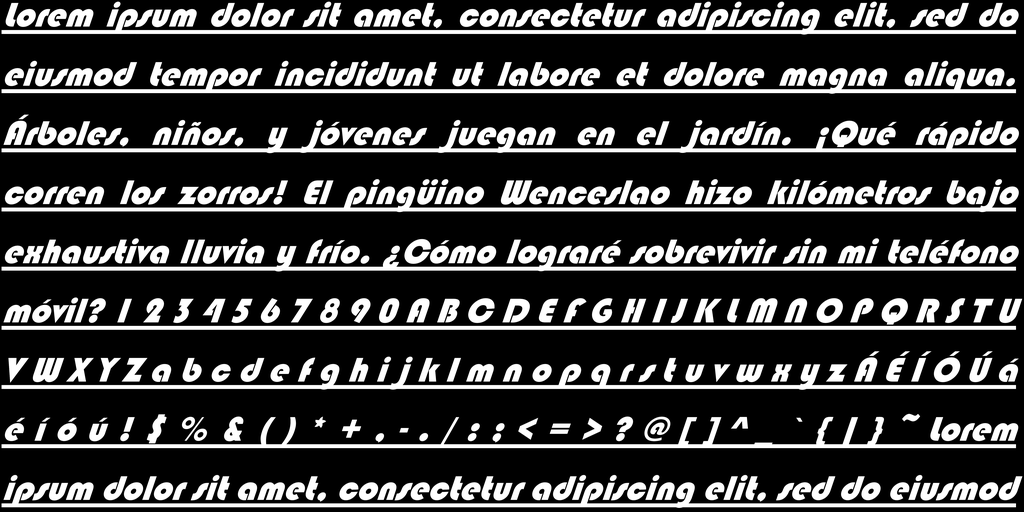 Lorem ipsum dolor sit amet, consectetur adipiscing elit, sed do
eiusmod tempor incididunt ut labore et dolore magna aliqua.
Árboles, niños, y jóvenes juegan en el jardín. ¡Qué rápido
corren los zorros! El pingüino Wenceslao hizo kilómetros bajo
exhaustiva lluvia y frío. ¿Cómo lograré sobrevivir sin mi teléfono
móvil? 1 2 3 4 5 6 7 8 9 0 A B C D E F G H I J K L M N O P Q R S T U
V W X Y Z a b c d e f g h i j k l m n o p q r s t u v w x y z Á É Í Ó Ú á
é í ó ú ! $ % & ( ) * + , - . / : ; < = > ? @ [ ] ^ _ ` { | } ~ Lorem
ipsum dolor sit amet, consectetur adipiscing elit, sed do eiusmod